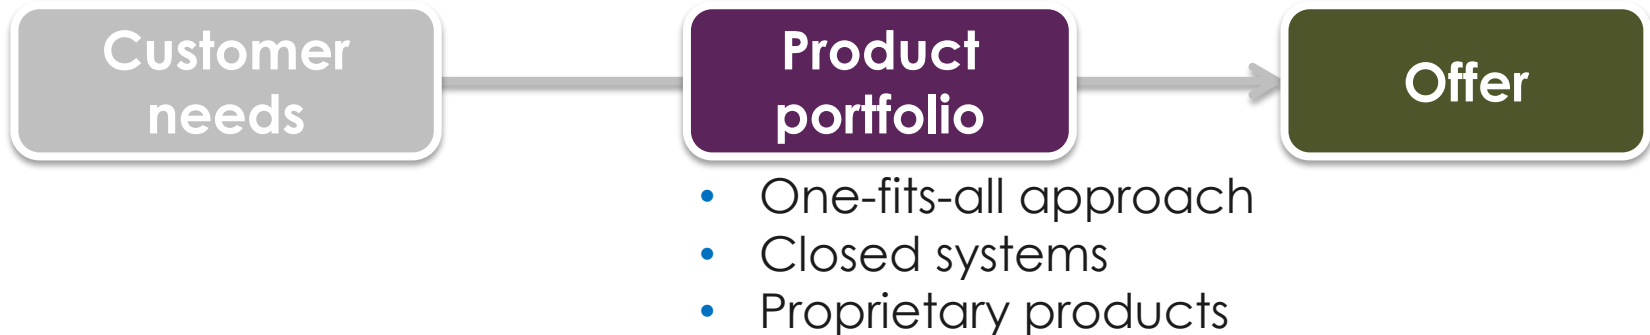 Customer
needs
Product
portfolio
Offer
• One-fits-all approach
• Closed systems
• Proprietary products